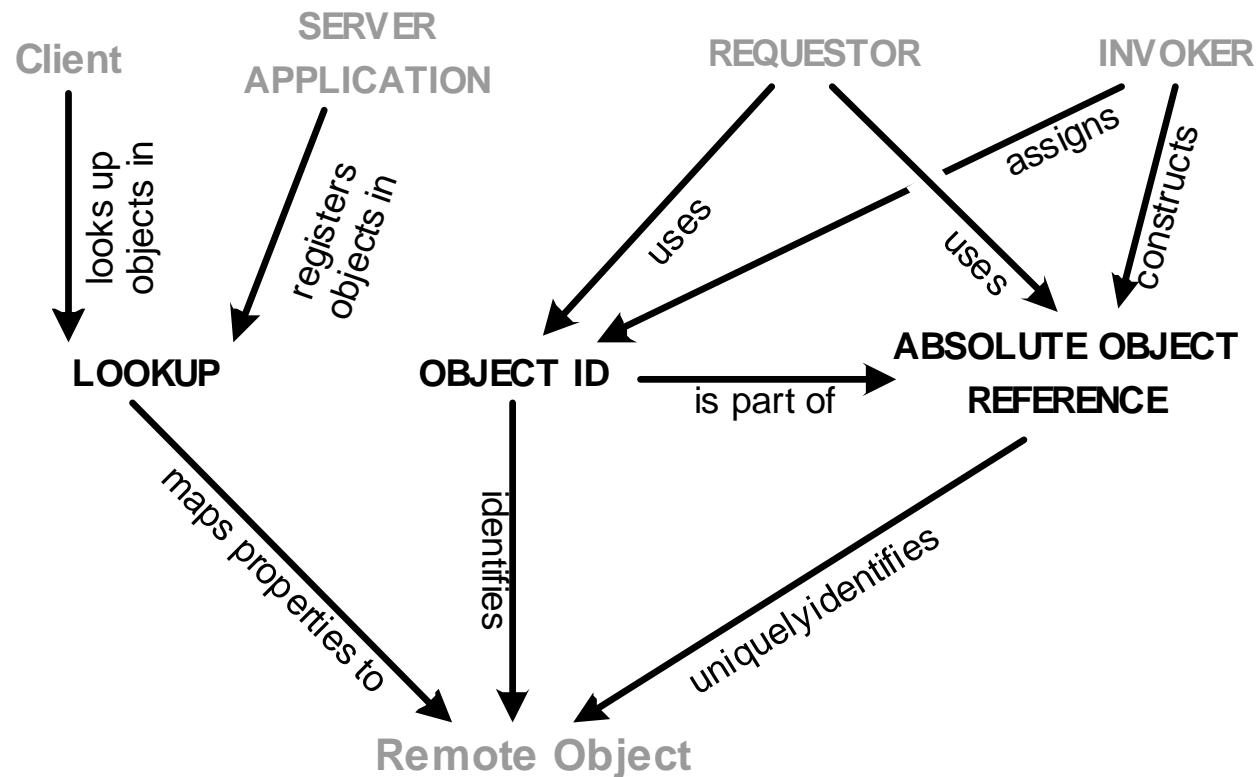 Client
SERVER
APPLICATION
REQUESTOR
INVOKER
looks up
objects in
registers
objects in
uses
uses
assigns
constructs
LOOKUP
OBJECT ID
is part of
ABSOLUTE OBJECT
REFERENCE
maps properties to
identifies
uniquelyidentifies
Remote Object